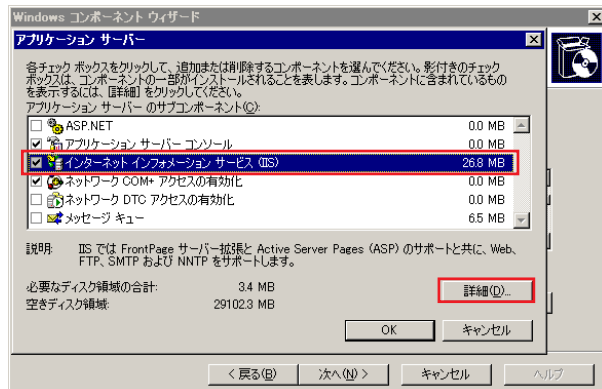 Windows コンポーネント ウィザード
アプリケーション サーバー
各チェック ボックスをクリックして、追加または削除するコンポーネントを選んでください。影付きのチェック
ボックスは、コンポーネントの一部がインストールされることを表します。コンポーネントに含まれているもの
を表示するには、[詳細] をクリックしてください。
アプリケーション サーバー のサブコンポーネント(C):
ASP.NET 0.0 MB
アプリケーション サーバー コンソール 0.0 MB
インターネット インフォメーション サービス (IIS) 26.8 MB
ネットワーク COM+ アクセスの有効化 0.0 MB
ネットワーク DTC アクセスの有効化 0.0 MB
メッセージ キュー 6.5 MB
説明: IIS では FrontPage サーバー拡張と Active Server Pages (ASP) のサポートと共に、Web、
FTP、SMTP および NNTP をサポートします。
必要なディスク領域の合計: 3.4 MB
詳細(D)...
空きディスク領域: 29102.3 MB
OK キャンセル
< 戻る(B) 次へ(N) > キャンセル ヘルプ